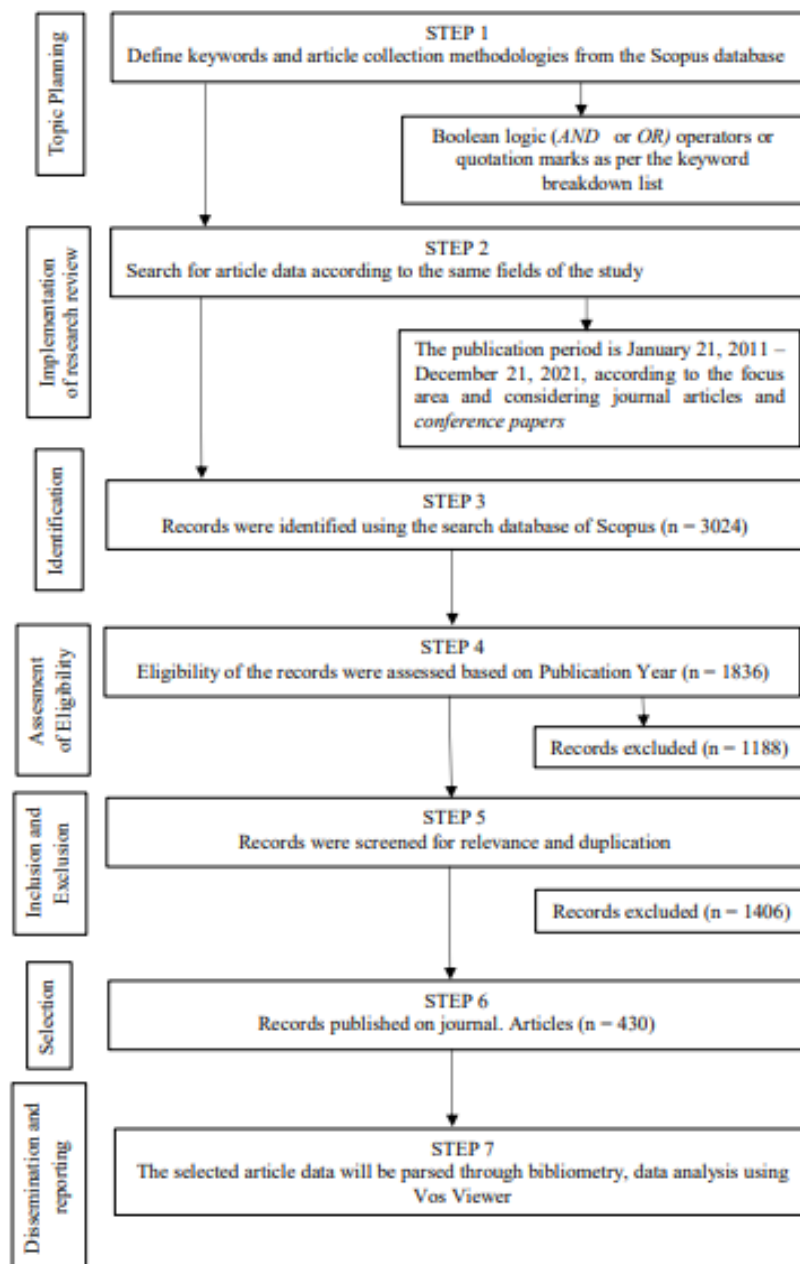 Topic Planning
STEP 1
Define keywords and article collection methodologies from the Scopus database
Boolean logic (AND or OR) operators or
quotation marks as per the keyword
breakdown list
Implementation
of research review
STEP 2
Search for article data according to the same fields of the study
The publication period is January 21, 2011 –
December 21, 2021, according to the focus
area and considering journal articles and
conference papers
Identification
STEP 3
Records were identified using the search database of Scopus (n = 3024)
Assesment
of Eligibility
STEP 4
Eligibility of the records were assessed based on Publication Year (n = 1836)
Records excluded (n = 1188)
Inclusion and
Exclusion
STEP 5
Records were screened for relevance and duplication
Records excluded (n = 1406)
Selection
STEP 6
Records published on journal. Articles (n = 430)
Dissemination and
reporting
STEP 7
The selected article data will be parsed through bibliometry, data analysis using
Vos Viewer